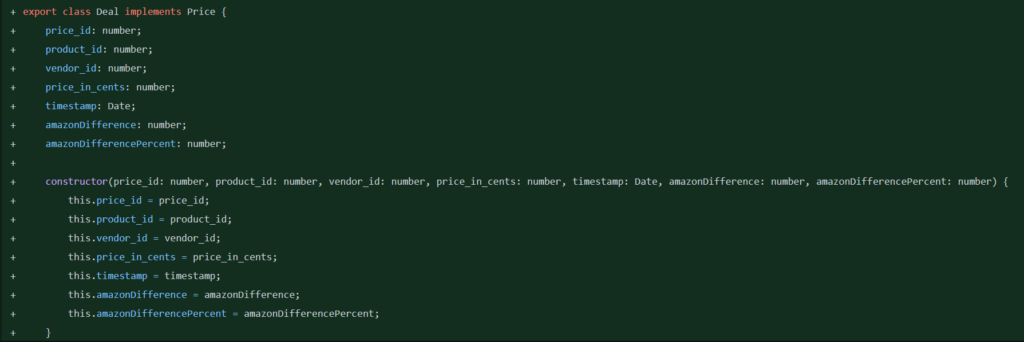 + export class Deal implements Price {
+     price_id: number;
+     product_id: number;
+     vendor_id: number;
+     price_in_cents: number;
+     timestamp: Date;
+     amazonDifference: number;
+     amazonDifferencePercent: number;
+
+     constructor(price_id: number, product_id: number, vendor_id: number, price_in_cents: number, timestamp: Date, amazonDifference: number, amazonDifferencePercent: number) {
+         this.price_id = price_id;
+         this.product_id = product_id;
+         this.vendor_id = vendor_id;
+         this.price_in_cents = price_in_cents;
+         this.timestamp = timestamp;
+         this.amazonDifference = amazonDifference;
+         this.amazonDifferencePercent = amazonDifferencePercent;
+     }